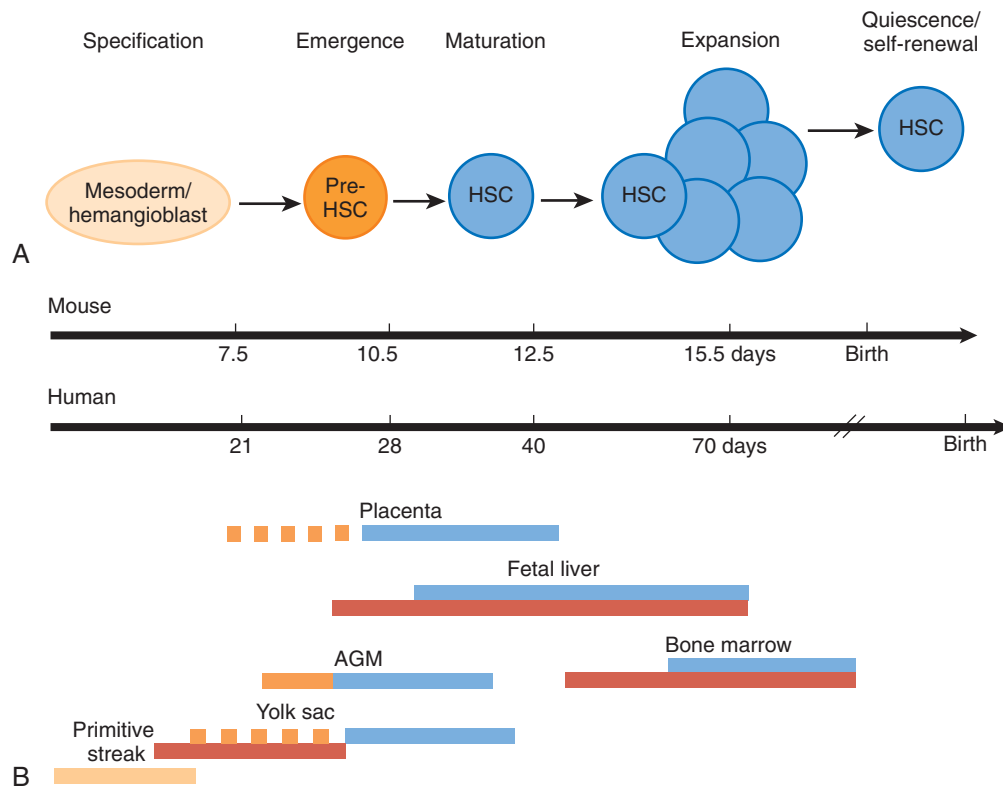 Specification
Emergence
Maturation
Expansion
Quiescence/
self-renewal
Mesoderm/
hemangioblast
Pre-
HSC
HSC
HSC
HSC
A
Mouse
7.5
10.5
12.5
15.5 days
Birth
Human
21
28
40
70 days
Birth
Placenta
Fetal liver
AGM
Bone marrow
Yolk sac
Primitive
streak
B